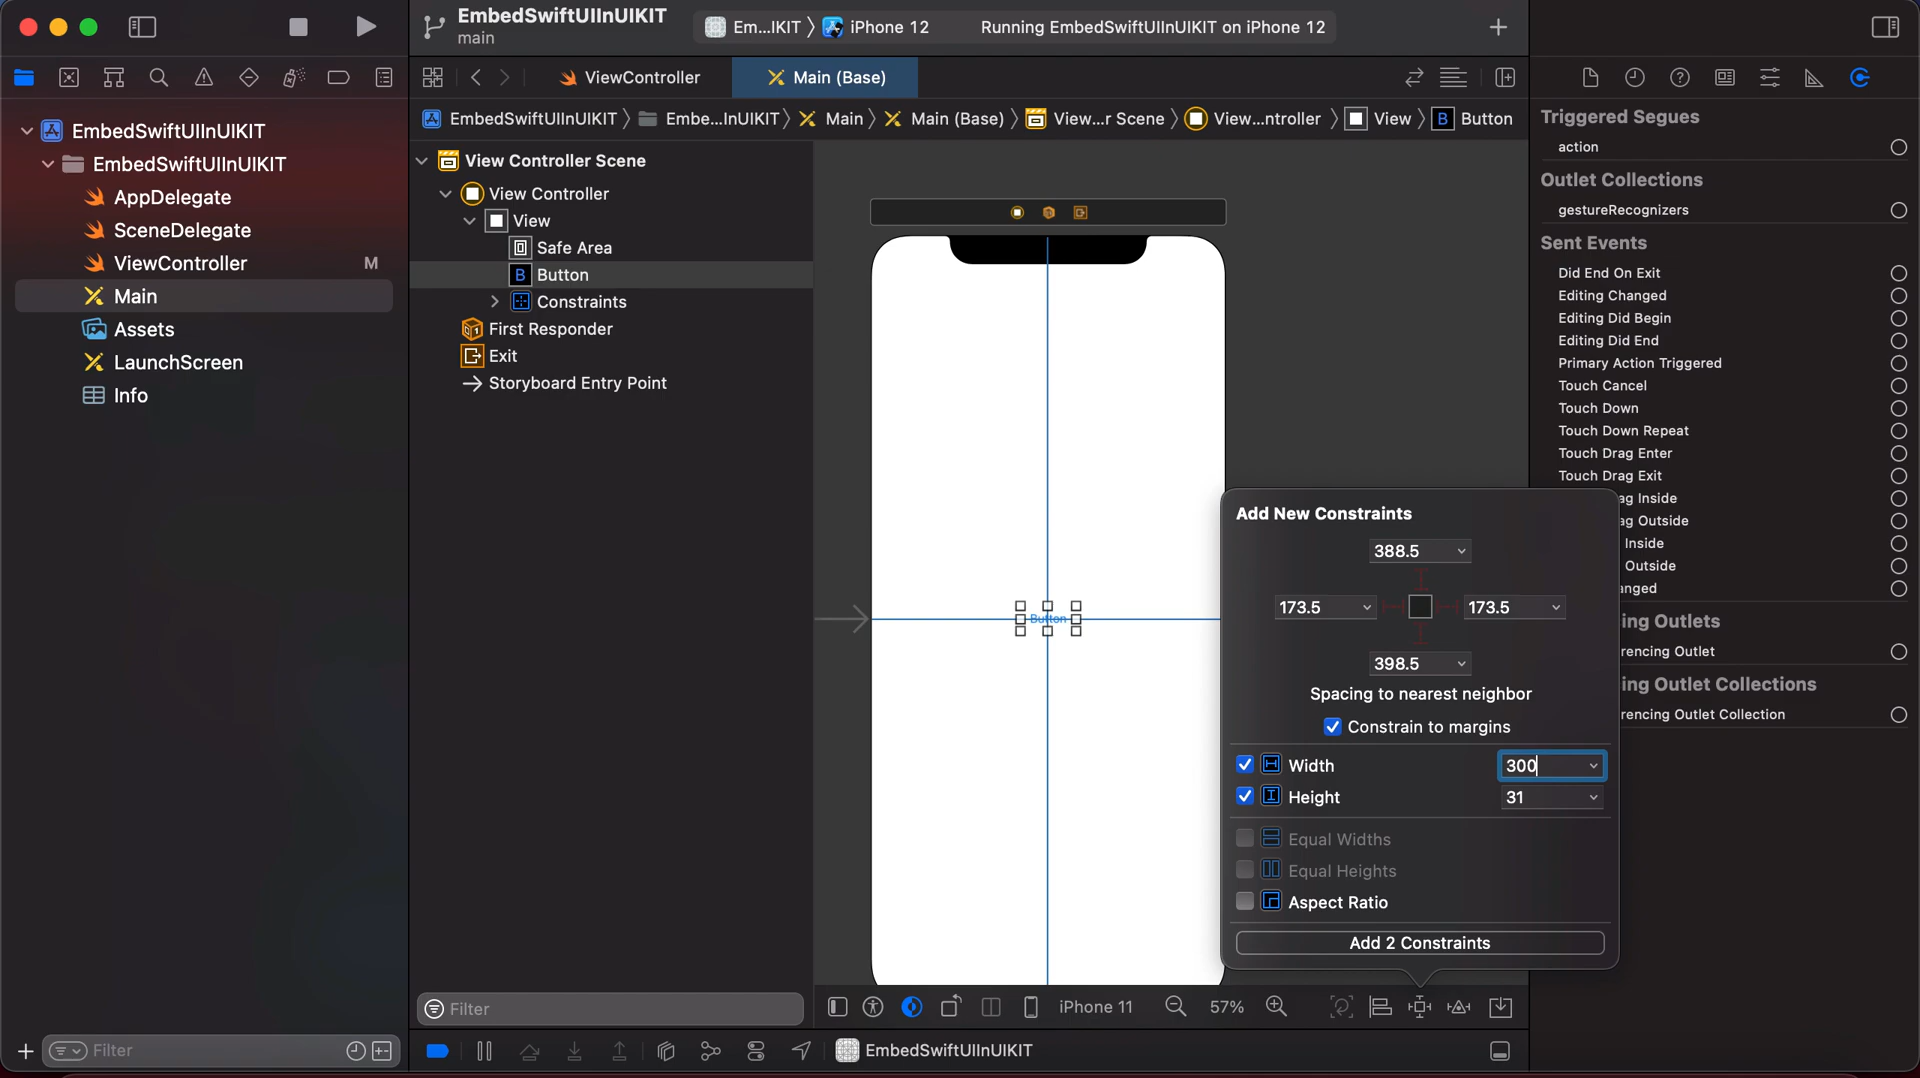 EmbedSwiftUIInUIKIT
main
Em...IKIT
iPhone 12
Running EmbedSwiftUIInUIKIT on iPhone 12
ViewController
Main (Base)
EmbedSwiftUIInUIKIT
Embe...InUIKIT
Main
Main (Base)
View...r Scene
View...ntroller
View
B Button
EmbedSwiftUIInUIKIT
EmbedSwiftUIInUIKIT
AppDelegate
SceneDelegate
ViewController M
Main
Assets
LaunchScreen
Info
View Controller Scene
View Controller
View
Safe Area
B Button
Constraints
First Responder
Exit
Storyboard Entry Point
Button
Triggered Segues
action
Outlet Collections
gestureRecognizers
Sent Events
Did End On Exit
Editing Changed
Editing Did Begin
Editing Did End
Primary Action Triggered
Touch Cancel
Touch Down
Touch Down Repeat
Touch Drag Enter
Touch Drag Exit
ag Inside
ag Outside
Inside
Outside
nged
ing Outlets
rencing Outlet
ing Outlet Collections
rencing Outlet Collection
Add New Constraints
388.5
173.5
173.5
398.5
Spacing to nearest neighbor
Constrain to margins
Width 300
Height 31
Equal Widths
Equal Heights
Aspect Ratio
Add 2 Constraints
Filter
iPhone 11
57%
Filter
EmbedSwiftUIInUIKIT